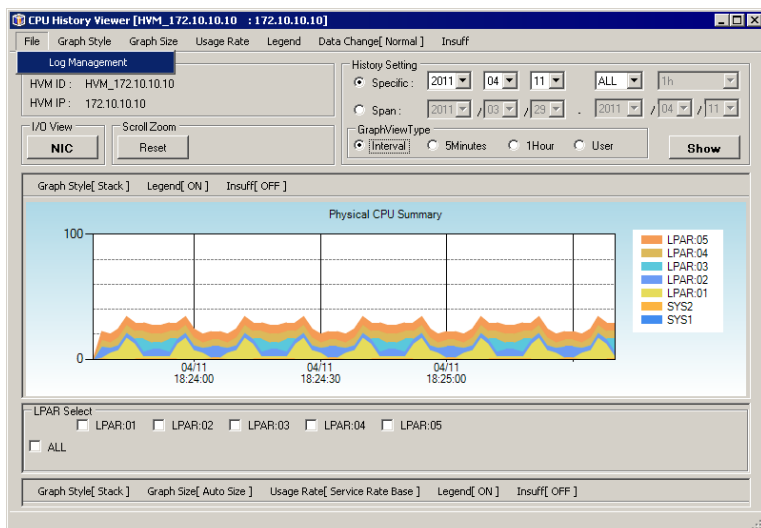 CPU History Viewer [HVM_172.10.10.10 : 172.10.10.10]
File Graph Style Graph Size Usage Rate Legend Data Change[ Normal ] Insuff
Log Management
HVM ID : HVM_172.10.10.10
HVM IP : 172.10.10.10
History Setting
Specific : 2011 04 11 ALL 1h
Span : 2011 / 03 / 29 . 2011 / 04 / 11
I/O View
NIC
Scroll Zoom
Reset
GraphViewType
Interval 5Minutes 1Hour User
Show
Graph Style[ Stack ] Legend[ ON ] Insuff[ OFF ]
Physical CPU Summary
100
0
04/11 04/11 04/11
18:24:00 18:24:30 18:25:00
LPAR:05
LPAR:04
LPAR:03
LPAR:02
LPAR:01
SYS2
SYS1
LPAR Select
LPAR:01 LPAR:02 LPAR:03 LPAR:04 LPAR:05
ALL
Graph Style[ Stack ] Graph Size[ Auto Size ] Usage Rate[ Service Rate Base ] Legend[ ON ] Insuff[ OFF ]